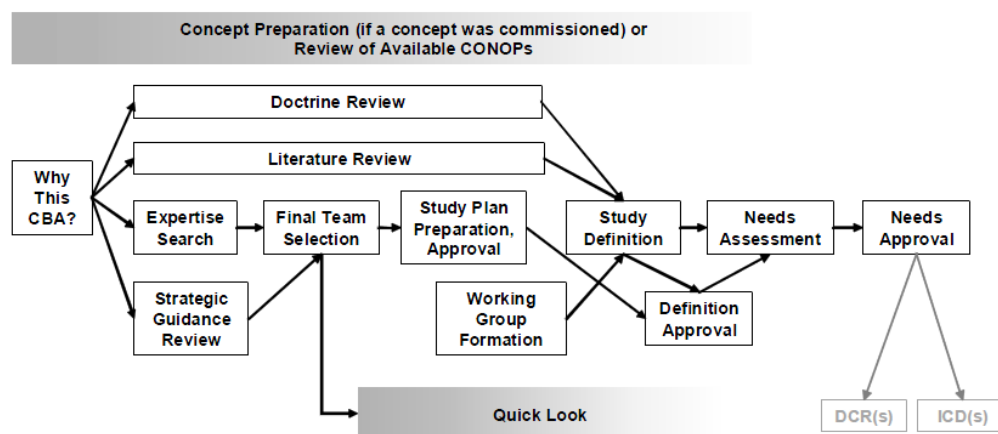 Concept Preparation (if a concept was commissioned) or
Review of Available CONOPs
Doctrine Review
Literature Review
Why
This
CBA?
Expertise
Search
Final Team
Selection
Study Plan
Preparation,
Approval
Study
Definition
Needs
Assessment
Needs
Approval
Strategic
Guidance
Review
Working
Group
Formation
Definition
Approval
Quick Look
DCR(s)
ICD(s)